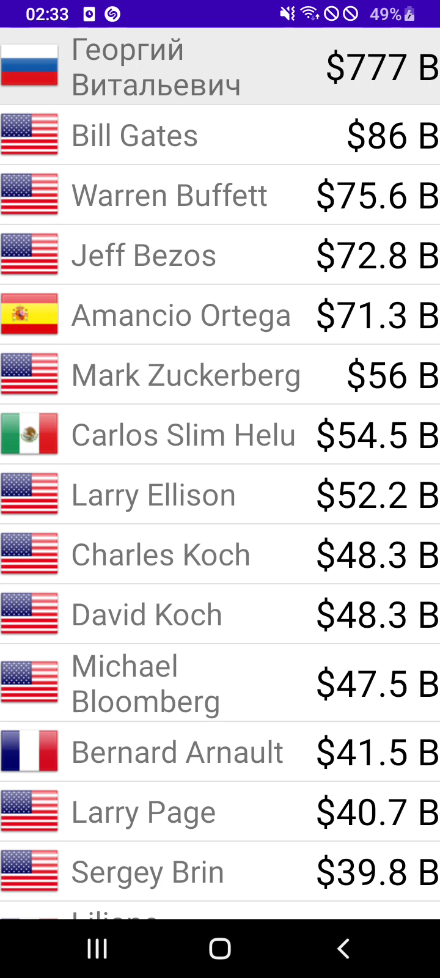 02:33 49%
Георгий
Витальевич $777 B
Bill Gates $86 B
Warren Buffett $75.6 B
Jeff Bezos $72.8 B
Amancio Ortega $71.3 B
Mark Zuckerberg $56 B
Carlos Slim Helu $54.5 B
Larry Ellison $52.2 B
Charles Koch $48.3 B
David Koch $48.3 B
Michael
Bloomberg $47.5 B
Bernard Arnault $41.5 B
Larry Page $40.7 B
Sergey Brin $39.8 B